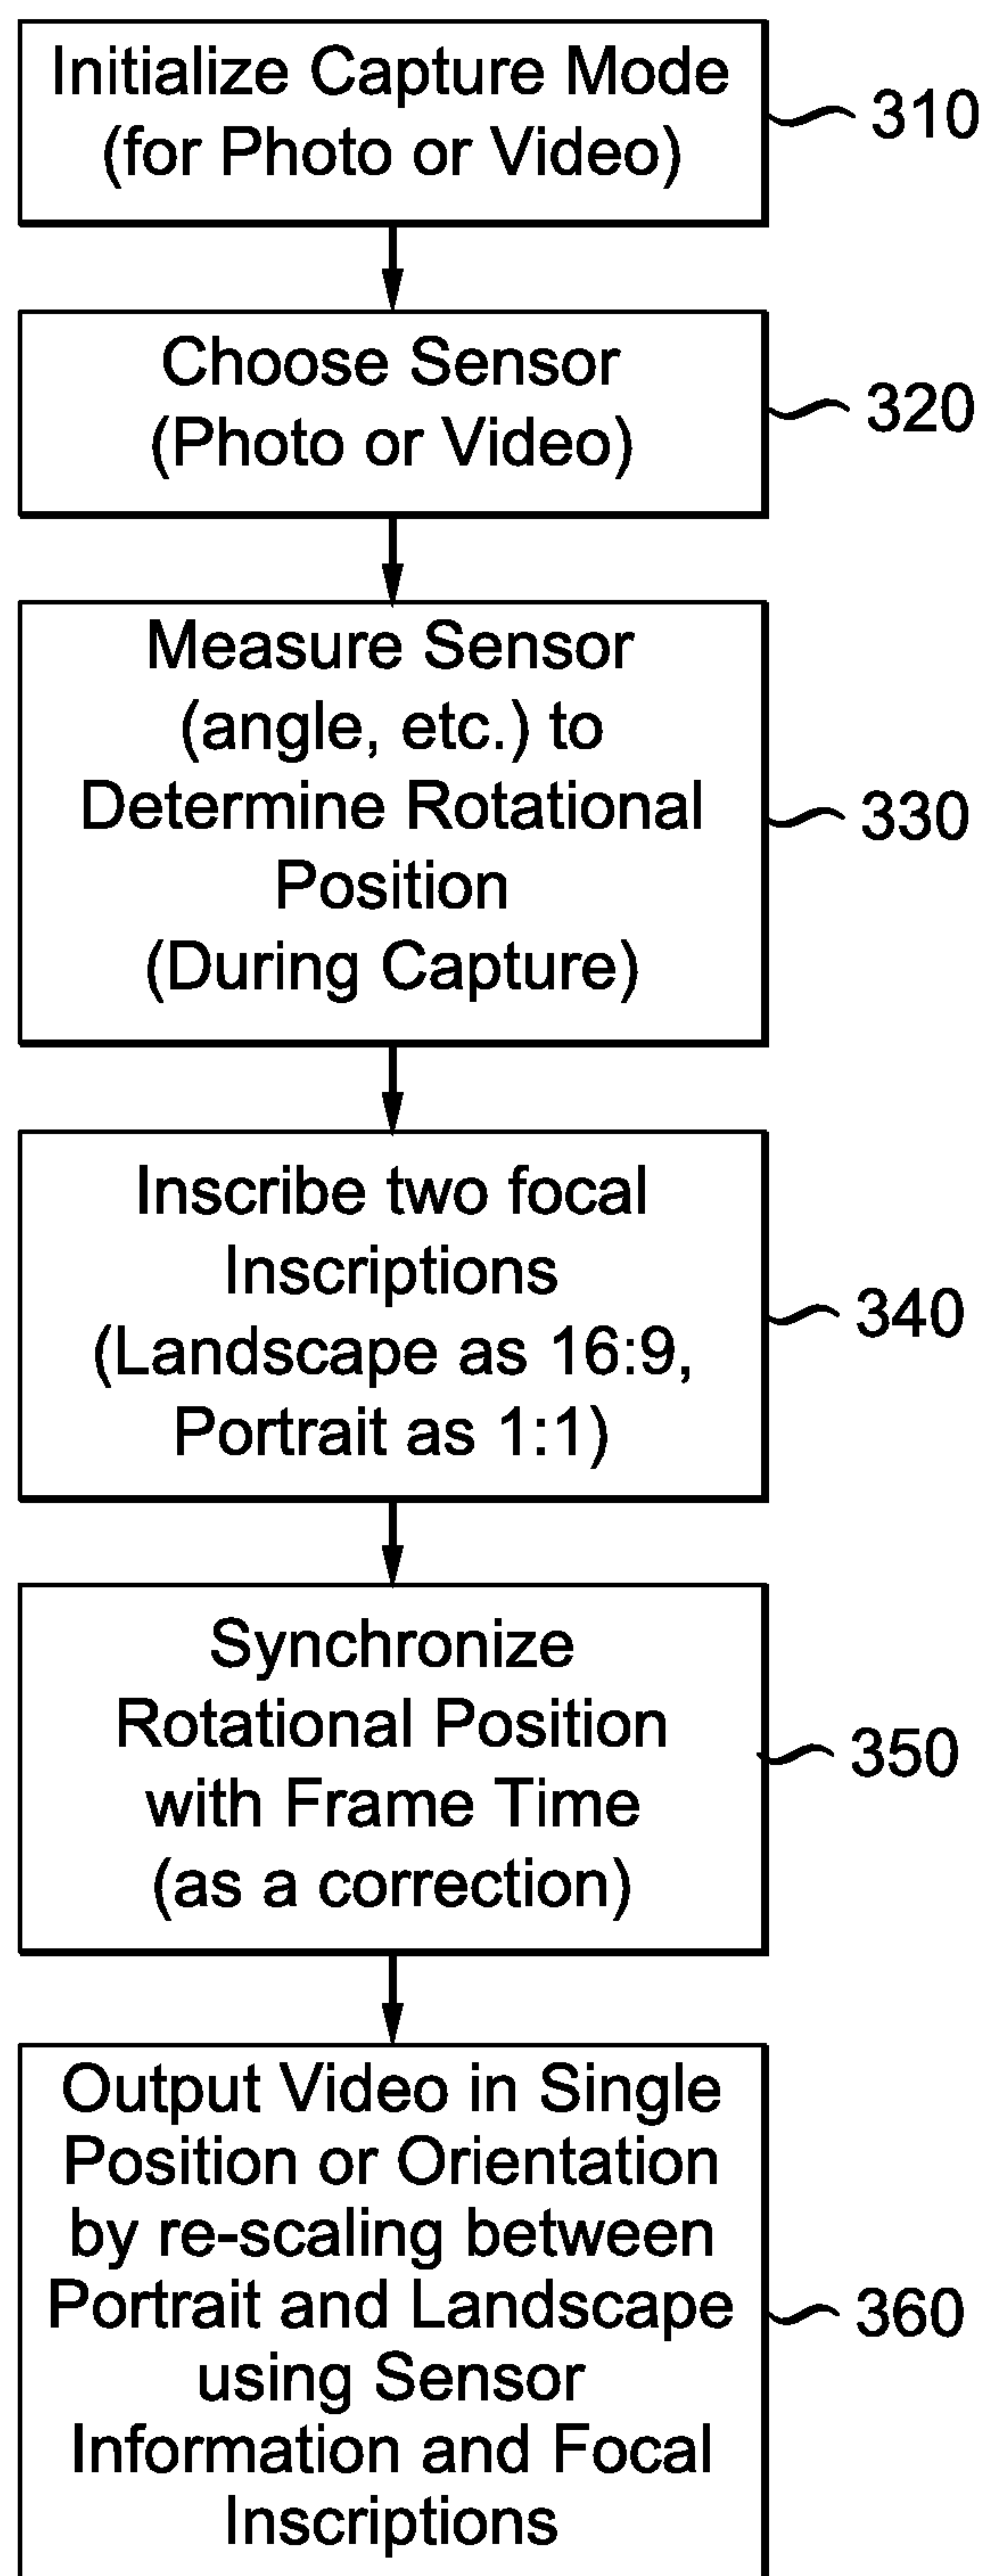 Initialize Capture Mode
(for Photo or Video)
310
Choose Sensor
(Photo or Video)
320
Measure Sensor
(angle, etc.) to
Determine Rotational
Position
(During Capture)
330
Inscribe two focal
Inscriptions
(Landscape as 16:9,
Portrait as 1:1)
340
Synchronize
Rotational Position
with Frame Time
(as a correction)
350
Output Video in Single
Position or Orientation
by re-scaling between
Portrait and Landscape
using Sensor
Information and Focal
Inscriptions
360